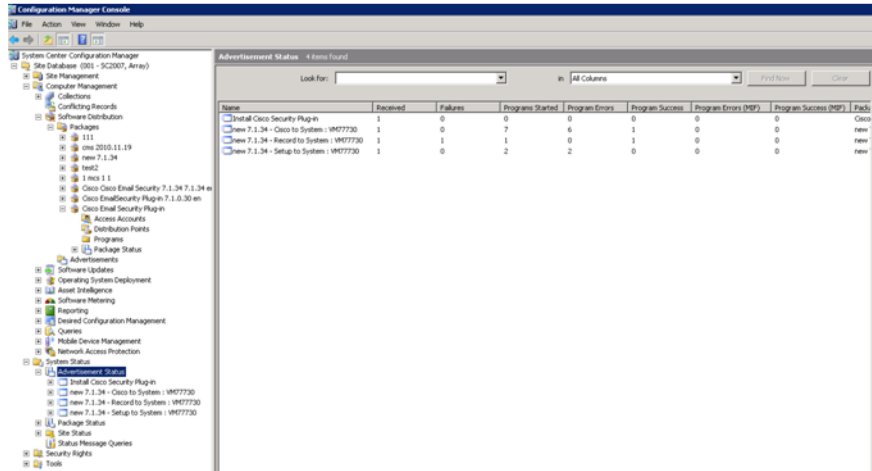 Configuration Manager Console
File Action View Window Help
System Center Configuration Manager
Site Database (001 - SC2007, Array)
Site Management
Computer Management
Collections
Conflicting Records
Software Distribution
Packages
111
cms 2010.11.19
new 7.1.34
test2
1 mcs 1 1
Cisco Cisco Email Security 7.1.34 7.1.34 en
Cisco EmailSecurity Plug-in 7.1.0.30 en
Cisco Email Security Plug-in
Access Accounts
Distribution Points
Programs
Package Status
Advertisements
Software Updates
Operating System Deployment
Asset Intelligence
Software Metering
Reporting
Desired Configuration Management
Queries
Mobile Device Management
Network Access Protection
System Status
Advertisement Status
Install Cisco Security Plug-in
new 7.1.34 - Cisco to System : VM77730
new 7.1.34 - Record to System : VM77730
new 7.1.34 - Setup to System : VM77730
Package Status
Site Status
Status Message Queries
Security Rights
Tools
Advertisement Status 4 items found
Look for: in All Columns Find Now Clear
Name Received Failures Programs Started Program Errors Program Success Program Errors (MIF) Program Success (MIF) Packa
Install Cisco Security Plug-in 1 0 0 0 0 0 0 Cisco
new 7.1.34 - Cisco to System : VM77730 1 0 7 6 1 0 0 new
new 7.1.34 - Record to System : VM77730 1 1 1 0 1 0 0 new
new 7.1.34 - Setup to System : VM77730 1 0 2 2 0 0 0 new